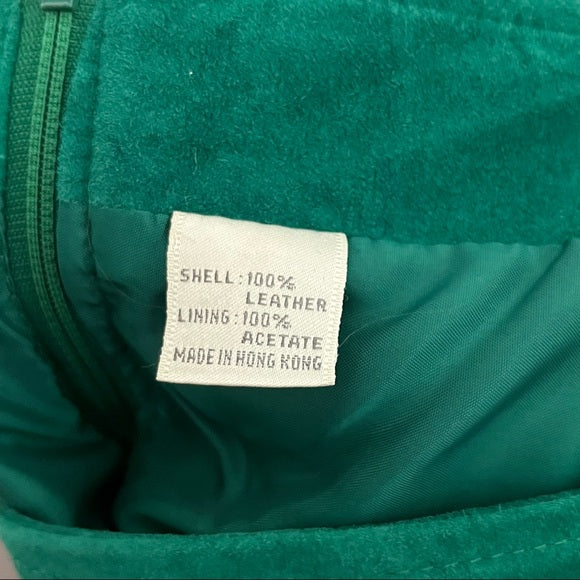 SHELL : 100%
LEATHER
LINING : 100%
ACETATE
MADE IN HONG KONG